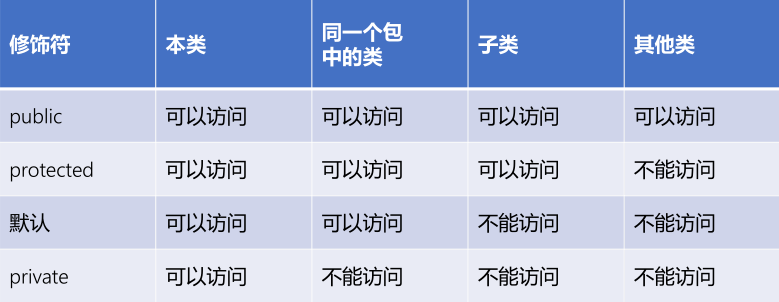 修饰符 本类 同一个包 子类 其他类
中的类
public 可以访问 可以访问 可以访问 可以访问
protected 可以访问 可以访问 可以访问 不能访问
默认 可以访问 可以访问 不能访问 不能访问
private 可以访问 不能访问 不能访问 不能访问